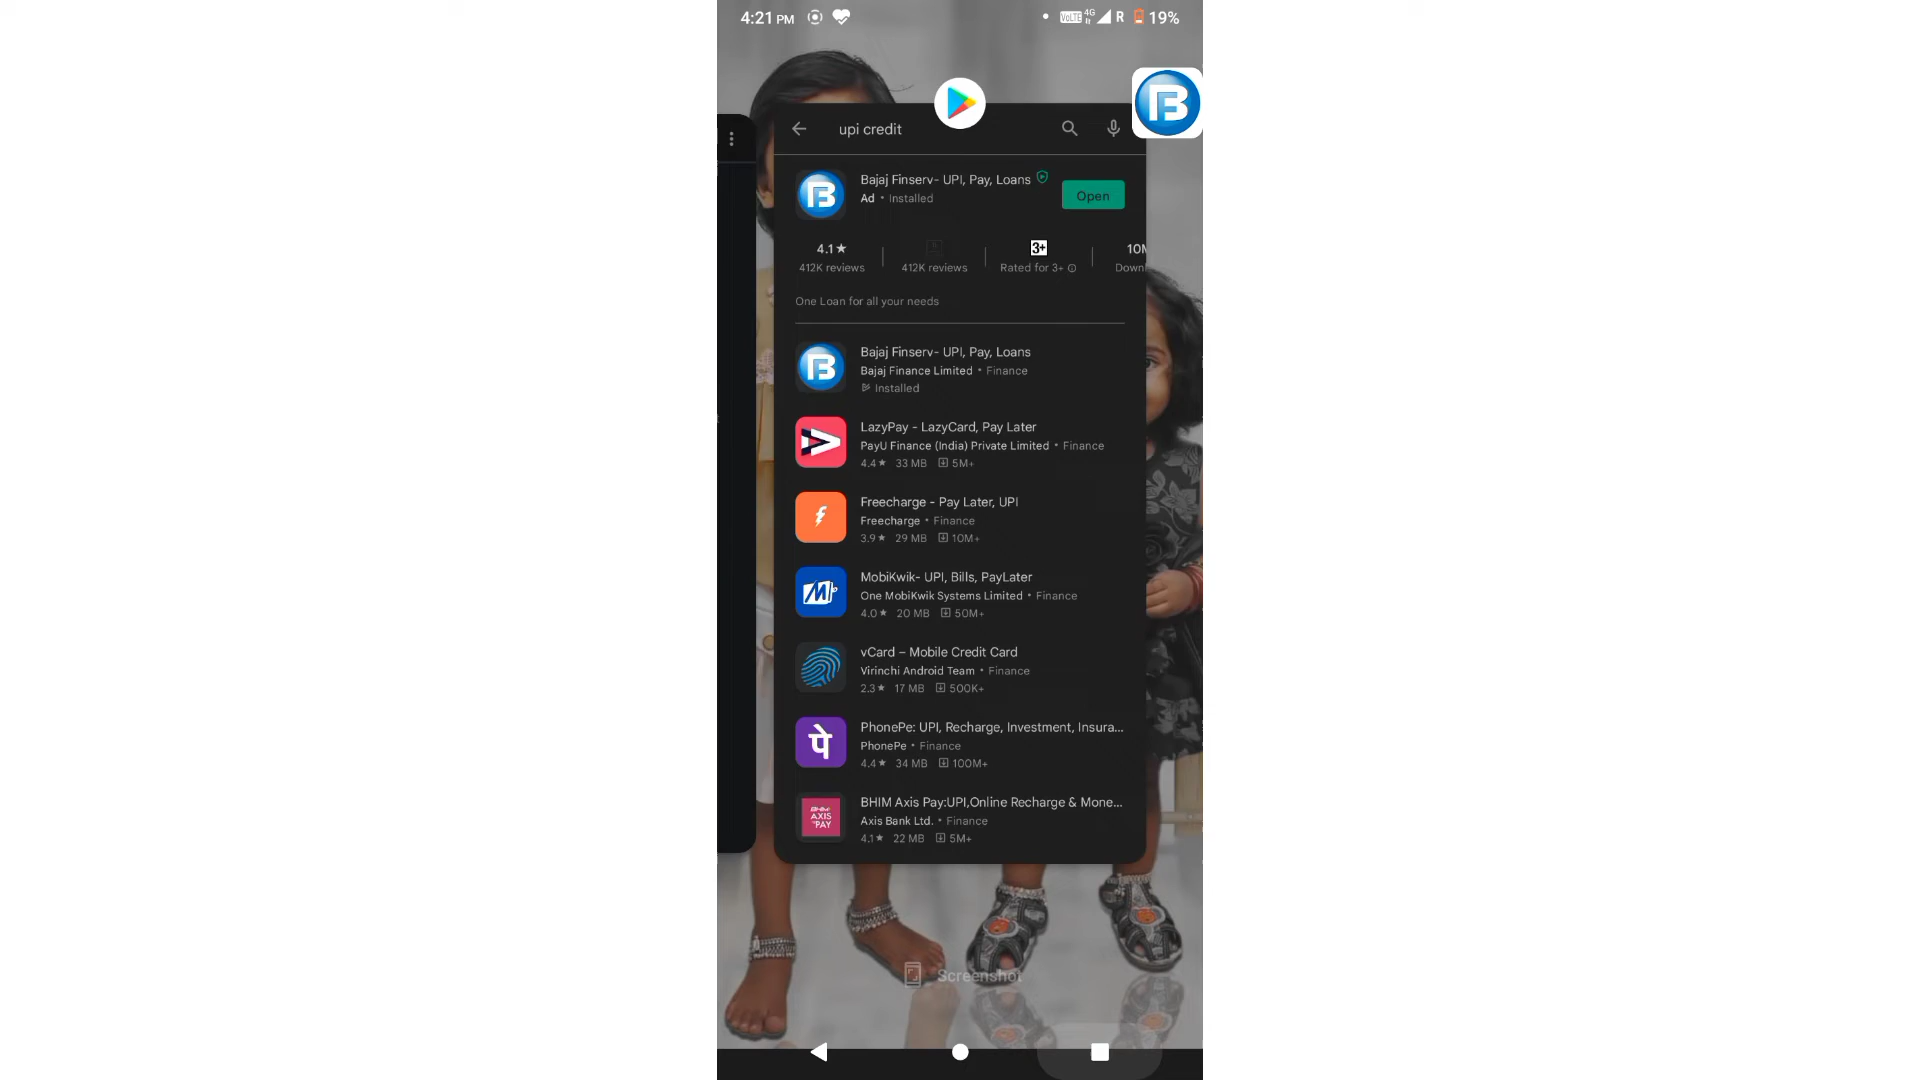 4:21 PM
VoLTE 4G R 19%
upi credit
Bajaj Finserv- UPI, Pay, Loans
Ad • Installed
Open
4.1★
3+
412K reviews
412K reviews
Rated for 3+
One Loan for all your needs
Bajaj Finserv- UPI, Pay, Loans
Bajaj Finance Limited • Finance
Installed
LazyPay - LazyCard, Pay Later
PayU Finance (India) Private Limited • Finance
4.4★ 33 MB 5M+
Freecharge - Pay Later, UPI
Freecharge • Finance
3.9★ 29 MB 10M+
MobiKwik- UPI, Bills, PayLater
One MobiKwik Systems Limited • Finance
4.0★ 20 MB 50M+
vCard – Mobile Credit Card
Virinchi Android Team • Finance
2.3★ 17 MB 500K+
पे
PhonePe: UPI, Recharge, Investment, Insura...
PhonePe • Finance
4.4★ 34 MB 100M+
BHIM
AXIS
PAY
BHIM Axis Pay:UPI,Online Recharge & Mone...
Axis Bank Ltd. • Finance
4.1★ 22 MB 5M+
Screenshot